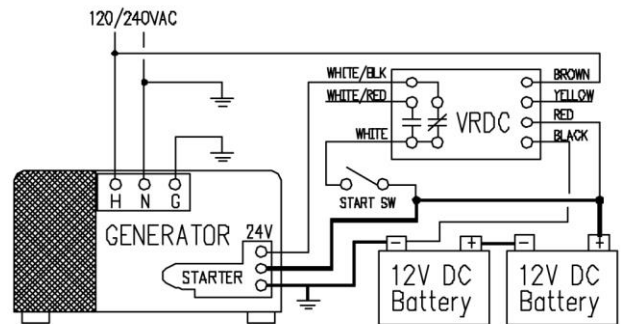 120/240VAC
WHITE/BLK
BROWN
WHITE/RED
YELLOW
VRDC
RED
WHITE
BLACK
START SW
H N G
GENERATOR
24V
STARTER
- +
- +
12V DC
Battery
12V DC
Battery